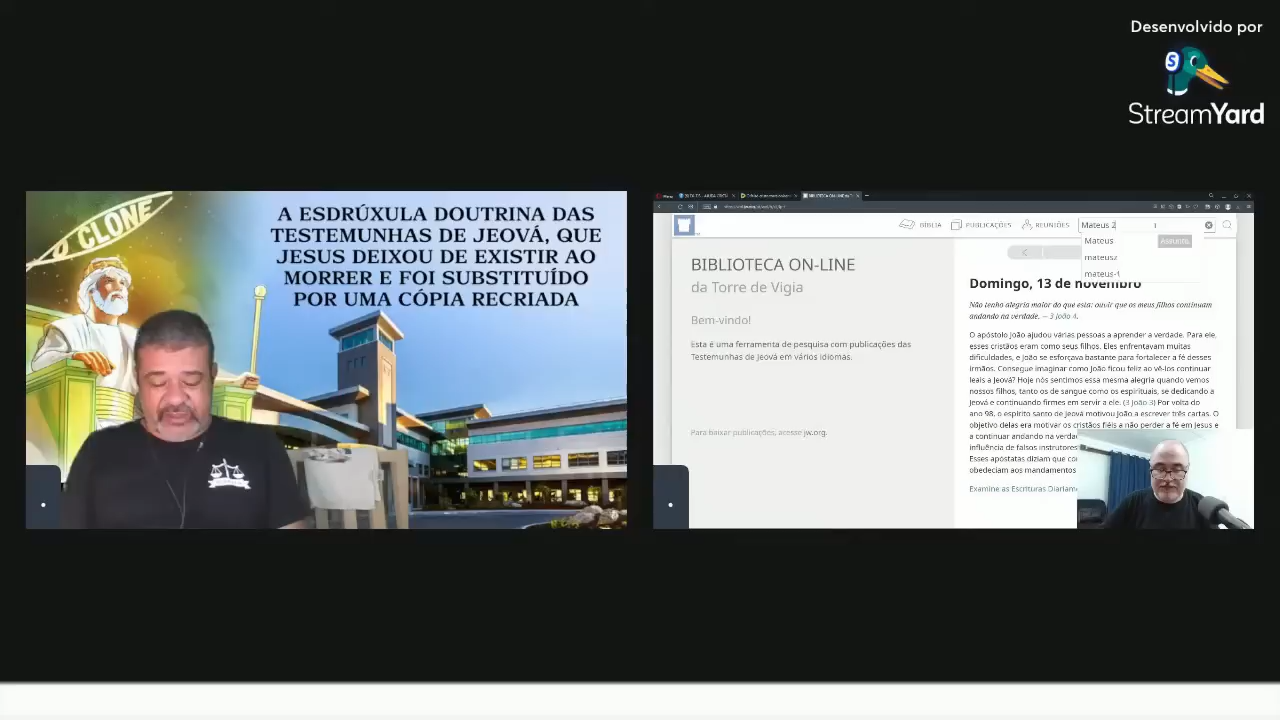 Desenvolvido por
StreamYard
O CLONE
A ESDRÚXULA DOUTRINA DAS
TESTEMUNHAS DE JEOVÁ, QUE
JESUS DEIXOU DE EXISTIR AO
MORRER E FOI SUBSTITUÍDO
POR UMA CÓPIA RECRIADA
BÍBLIA
PUBLICAÇÕES
REUNIÕES
Mateus 2
Mateus
mateus2
BIBLIOTECA ON-LINE
da Torre de Vigia
Bem-vindo!
Esta é uma ferramenta de pesquisa com publicações das
Testemunhas de Jeová em vários idiomas.
Para baixar publicações, acesse jw.org.
Domingo, 13 de novembro
Não tenho alegria maior do que esta: ouvir que os meus filhos continuam
andando na verdade. — 3 João 4.
O apóstolo João ajudou várias pessoas a aprender a verdade. Para ele,
esses cristãos eram como seus filhos. Eles enfrentavam muitas
dificuldades, e João se esforçava bastante para fortalecer a fé desses
irmãos. Consegue imaginar como João ficou feliz ao vê-los continuar
leais a Jeová? Hoje nós sentimos essa mesma alegria quando vemos
nossos filhos, tanto os de sangue como os espirituais, se dedicando a
Jeová e continuando firmes em servir a ele. (3 João 3) Por volta do
ano 98, o espírito santo de Jeová motivou João a escrever três cartas. O
objetivo delas era motivar os cristãos fiéis a não perder a fé em Jesus e
a continuar andando na verda
influência de falsos instrutores
Esses apóstatas diziam que
obedeciam aos mandamentos
Examine as Escrituras Diariam